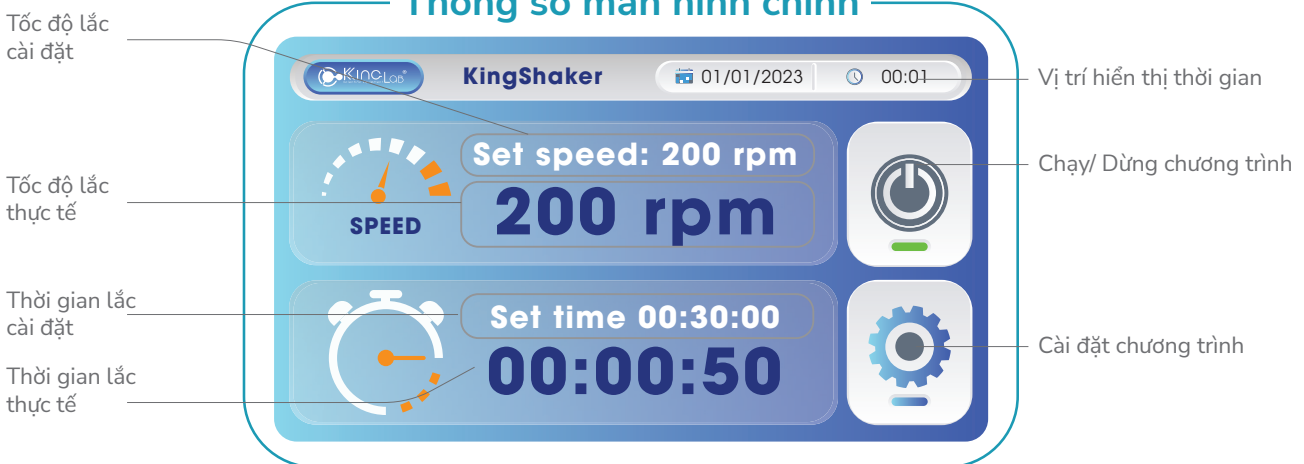 Thông số màn hình chính
Tốc độ lắc
cài đặt
KingLab
KingShaker
01/01/2023
00:01
Vị trí hiển thị thời gian
Set speed: 200 rpm
Chạy/ Dừng chương trình
Tốc độ lắc
thực tế
200 rpm
SPEED
Thời gian lắc
cài đặt
Set time 00:30:00
Cài đặt chương trình
00:00:50
Thời gian lắc
thực tế